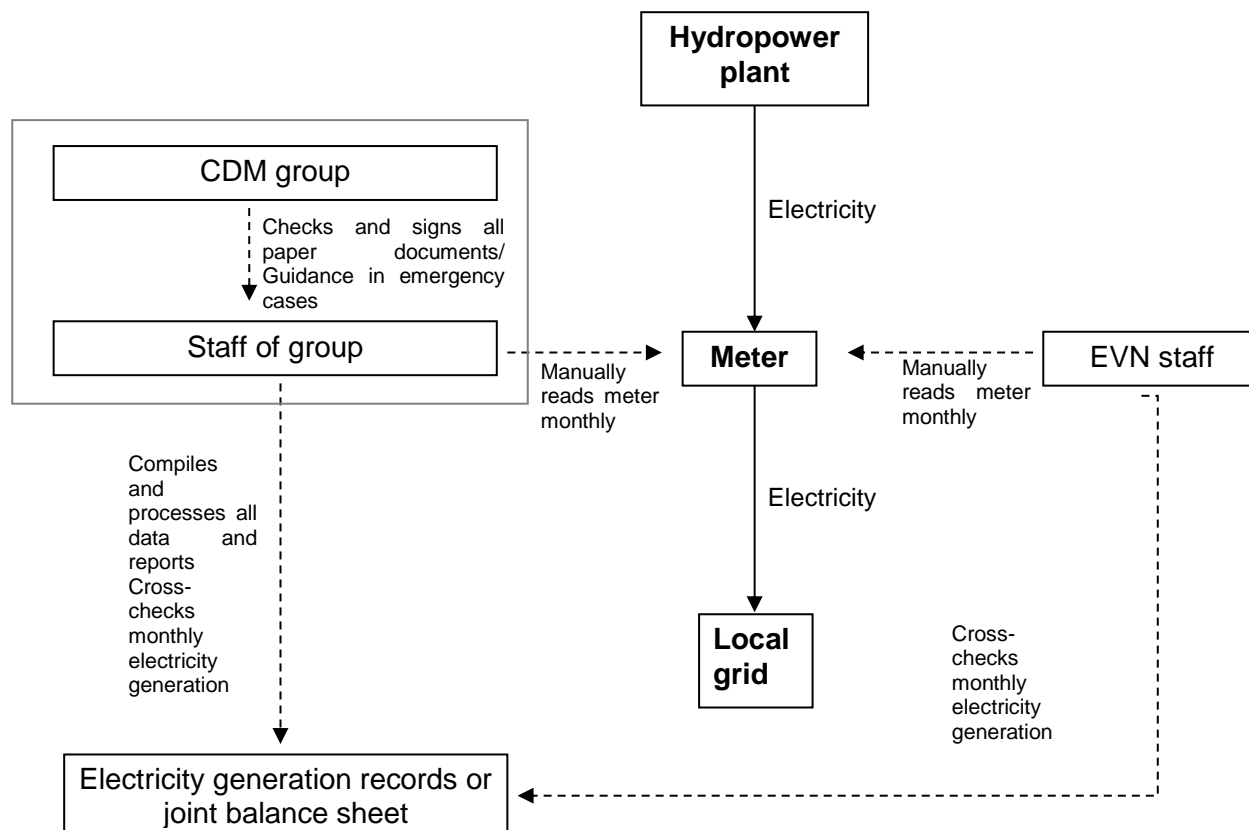 Hydropower
plant
CDM group
Electricity
Checks and signs all
paper documents/
Guidance in emergency
cases
Staff of group
Meter
EVN staff
Manually
reads meter
monthly
Manually
reads meter
monthly
Compiles
and
processes all
data and
reports
Cross-
checks
monthly
electricity
generation
Electricity
Local
grid
Cross-
checks
monthly
electricity
generation
Electricity generation records or
joint balance sheet